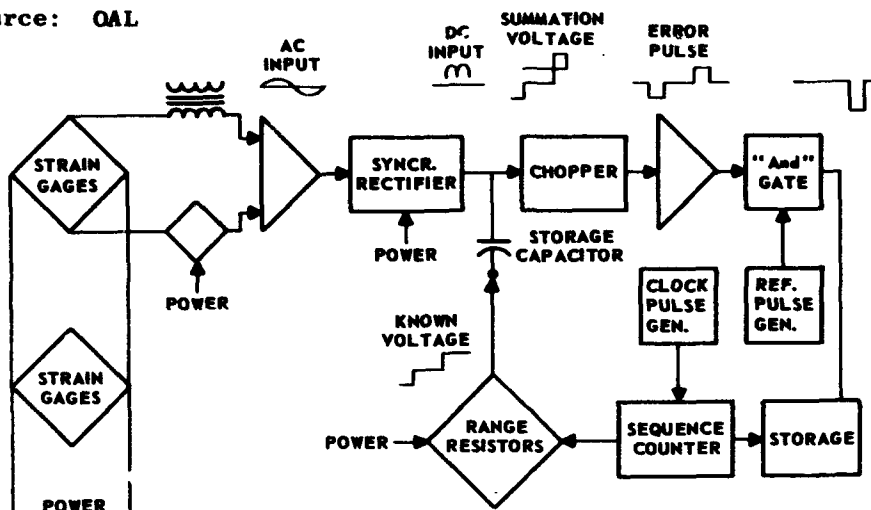 rce: OAL
AC
INPUT
DC
INPUT
SUMMATION
VOLTAGE
ERROR
PULSE
STRAIN
GAGES
SYNCR.
RECTIFIER
CHOPPER
"And"
GATE
POWER
POWER
STORAGE
CAPACITOR
CLOCK
PULSE
GEN.
REF.
PULSE
GEN.
KNOWN
VOLTAGE
STRAIN
GAGES
POWER
RANGE
RESISTORS
SEQUENCE
COUNTER
STORAGE
POWER